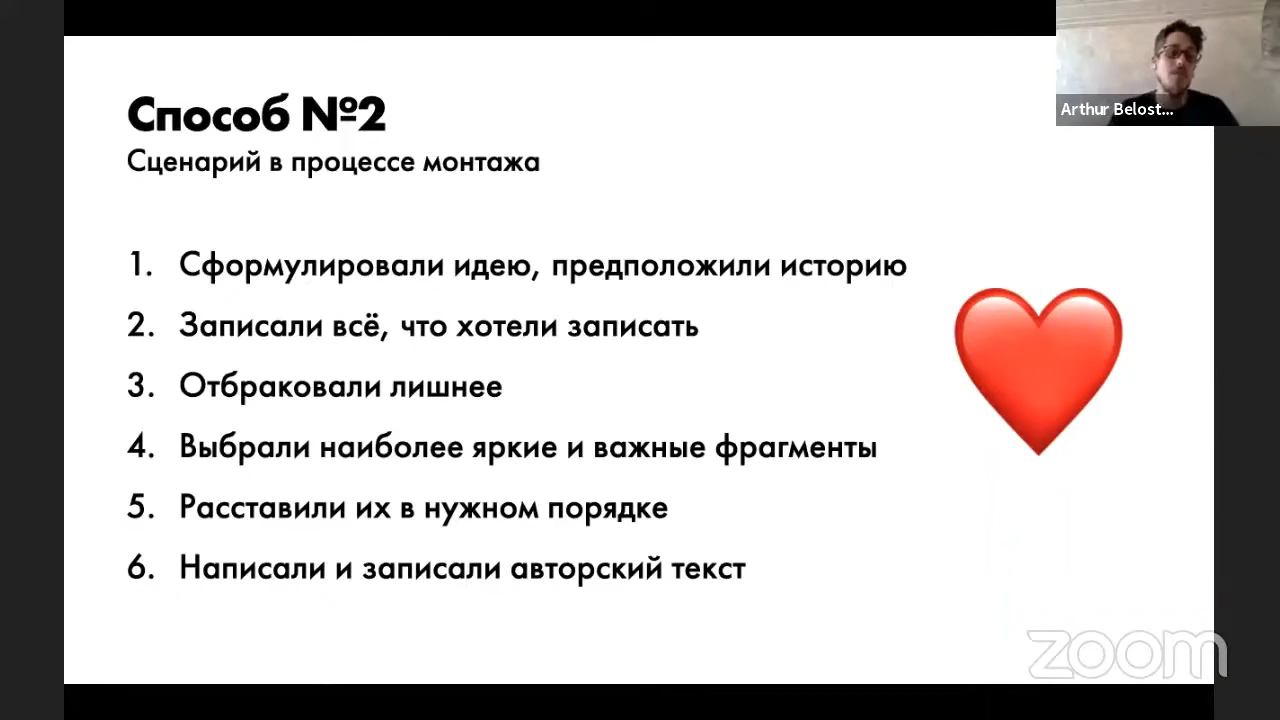 Способ №2
Сценарий в процессе монтажа
1. Сформулировали идею, предположили историю
2. Записали всё, что хотели записать
3. Отбраковали лишнее
4. Выбрали наиболее яркие и важные фрагменты
5. Расставили их в нужном порядке
6. Написали и записали авторский текст
Arthur Belost...
zoom